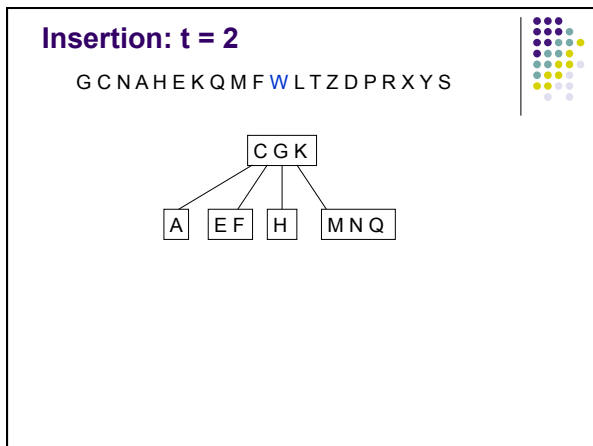 Insertion: t = 2
G C N A H E K Q M F W L T Z D P R X Y S
C G K
A E F H M N Q